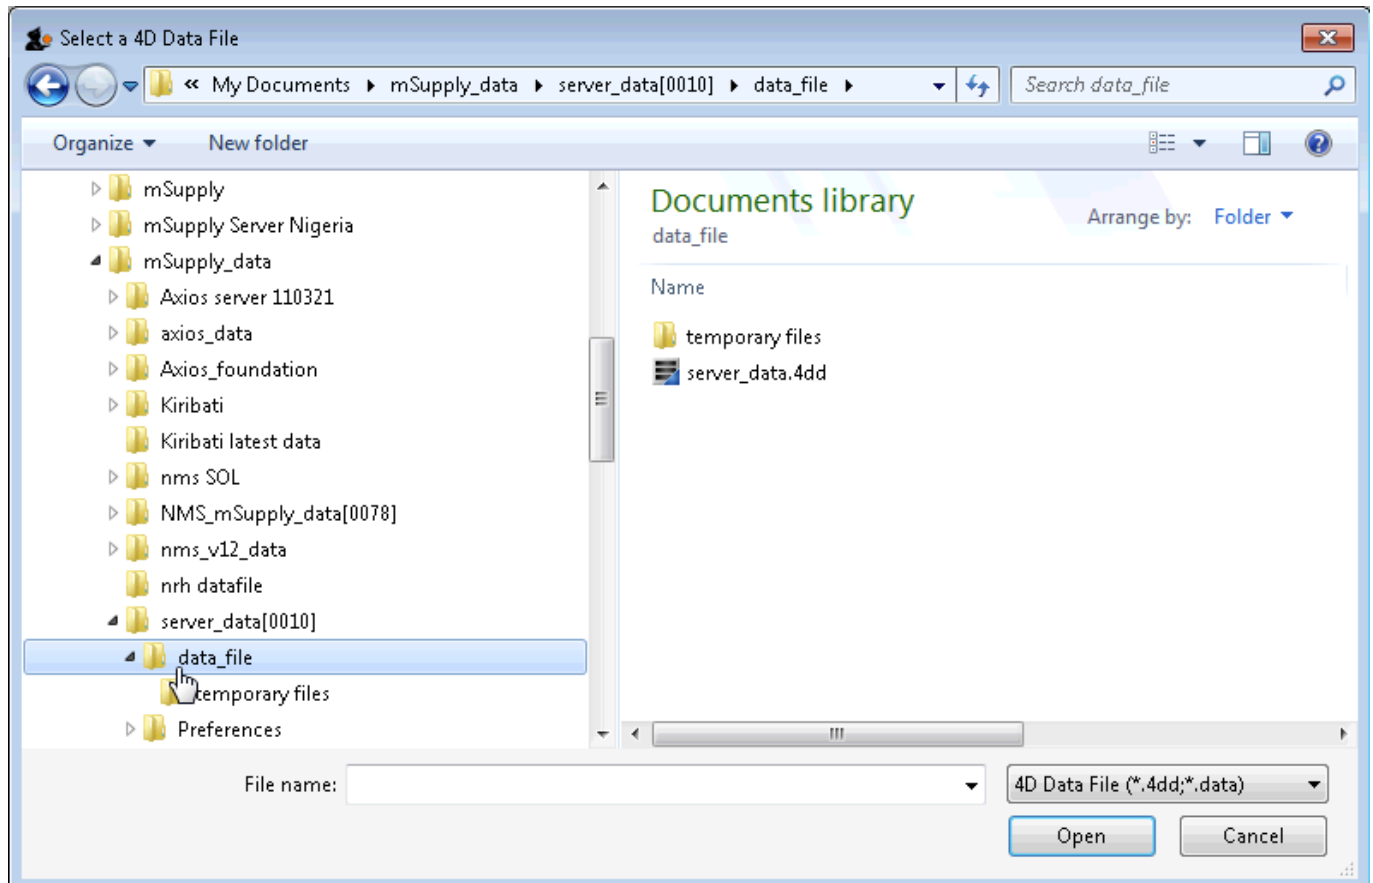 Select a 4D Data File
« My Documents mSupply_data server_data[0010] data_file Search data_file
Organize New folder
mSupply
mSupply Server Nigeria
mSupply_data
Axios server 110321
axios_data
Axios_foundation
Kiribati
Kiribati latest data
nms SOL
NMS_mSupply_data[0078]
nms_v12_data
nrh datafile
server_data[0010]
data_file
temporary files
Preferences
Documents library
data_file
Arrange by: Folder
Name
temporary files
server_data.4dd
File name: 4D Data File (*.4dd;*.data)
Open Cancel